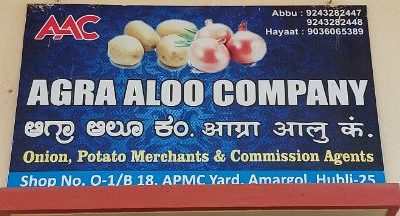 AAC
Abbu : 9243282447
9243282448
Hayaat : 9036065389
AGRA ALOO COMPANY
ಆಗ್ರಾ ಆಲೂ ಕಂ. आग्रा आलु कं.
Onion, Potato Merchants & Commission Agents
Shop No. O-1/B 18, APMC Yard, Amargol, Hubli-25